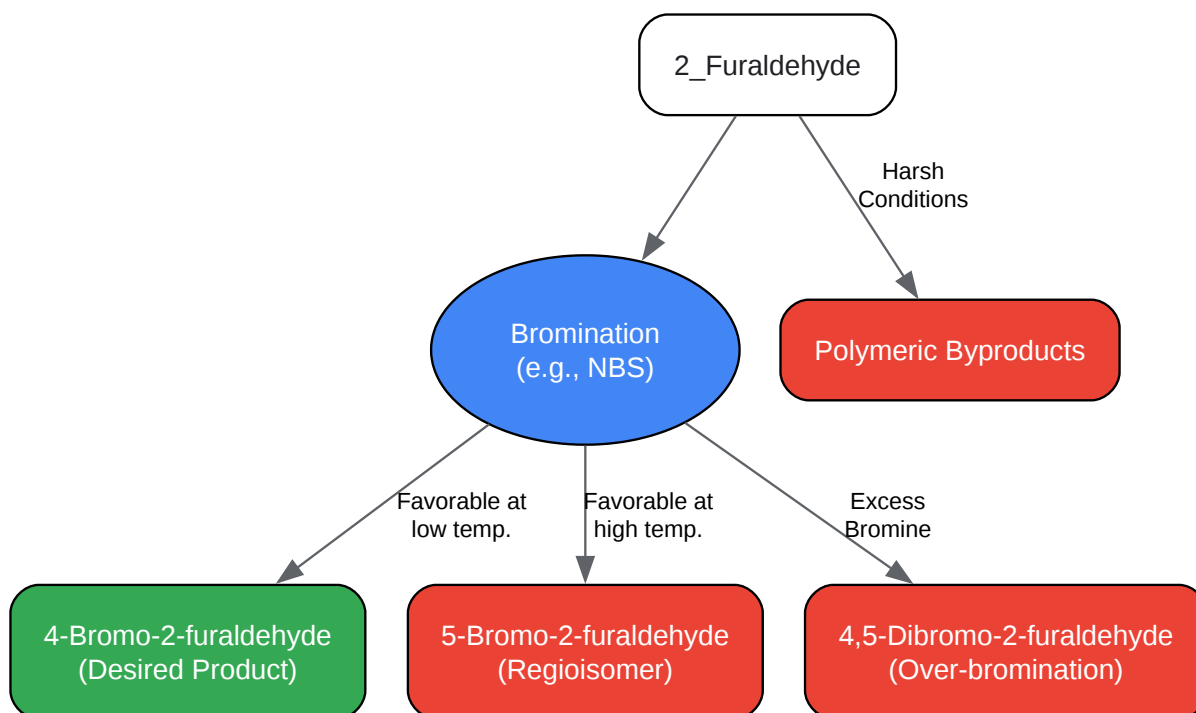 2_Furaldehyde
Harsh
Conditions
Bromination
(e.g., NBS)
Polymeric Byproducts
Favorable at
low temp.
Favorable at
high temp.
Excess
Bromine
4-Bromo-2-furaldehyde
(Desired Product)
5-Bromo-2-furaldehyde
(Regioisomer)
4,5-Dibromo-2-furaldehyde
(Over-bromination)